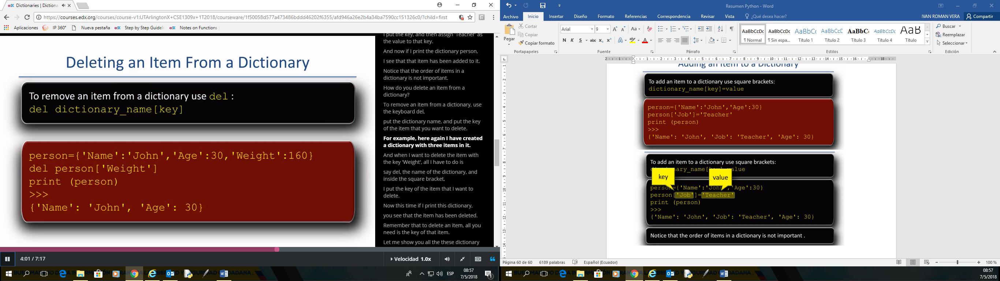 Dictionaries | Dictiona
https://courses.edx.org/courses/course-v1:UTArlingtonX+CSE1309x+1T2018/courseware/1f50058d577a473486bddd46202f6355/afd946a26e2b4a34ba7590cc151326c0/?child=first
Aplicaciones IP 360° Nueva pestaña Step by Step Guideli Notes on Functions
Deleting an Item From a Dictionary
To remove an item from a dictionary use del :
del dictionary_name[key]
person={'Name':'John','Age':30,'Weight':160}
del person['Weight']
print (person)
>>>
{'Name': 'John', 'Age': 30}
I put the key, and then assign 'Teacher' as
the value to that key.
And now if I print the dictionary person,
I see that that item has been added to it.
Notice that the order of items in a
dictionary is not important.
How do you delete an item from a
dictionary?
To remove an item from a dictionary, use
the keyboard del,
put the dictionary name, and put the key
of the item that you want to delete.
For example, here again I have created
a dictionary with three items in it.
And when I want to delete the item with
the key 'Weight', all I have to do is
say del, the name of the dictionary, and
inside the square bracket,
I put the key of the item that I want to
delete.
Now this time if I print this dictionary,
you see that the item has been deleted.
Remember that to delete an item, all you
need is the key of that item.
Let me show you all the these dictionary
4:01 / 7:17
Velocidad 1.0x
ESP
08:57
7/5/2018
Resumen Python - Word
Archivo Inicio Insertar Diseño Formato Referencias Correspondencia Revisar Vista ¿Qué desea hacer? IVAN ROMAN VERA Compartir
Pegar
Cortar
Copiar
Copiar formato
Portapapeles
Arial 9
N K S abc x₂ x²
Fuente
Párrafo
AaBbCcDc AaBbCcDc AaBbC( AaBbCcE AaBbC AaBbCcDc AaB
¶ Normal ¶ Sin espa... Título 1 Título 2 Título 3 Título 4 Título
Estilos
Buscar
Reemplazar
Seleccionar
Edición
Adding an Item to a Dictionary
To add an item to a dictionary use square brackets:
dictionary_name[key]=value
person={'Name':'John','Age':30}
person['Job']='Teacher'
print (person)
>>>
{'Name': 'John', 'Job': 'Teacher', 'Age': 30}
To add an item to a dictionary use square brackets:
key
value
person={'Name':'John','Age':30}
person['Job']='Teacher'
print (person)
>>>
{'Name': 'John', 'Job': 'Teacher', 'Age': 30}
Notice that the order of items in a dictionary is not important .
Página 60 de 60 6189 palabras Español (Ecuador) 100 %
08:57
7/5/2018